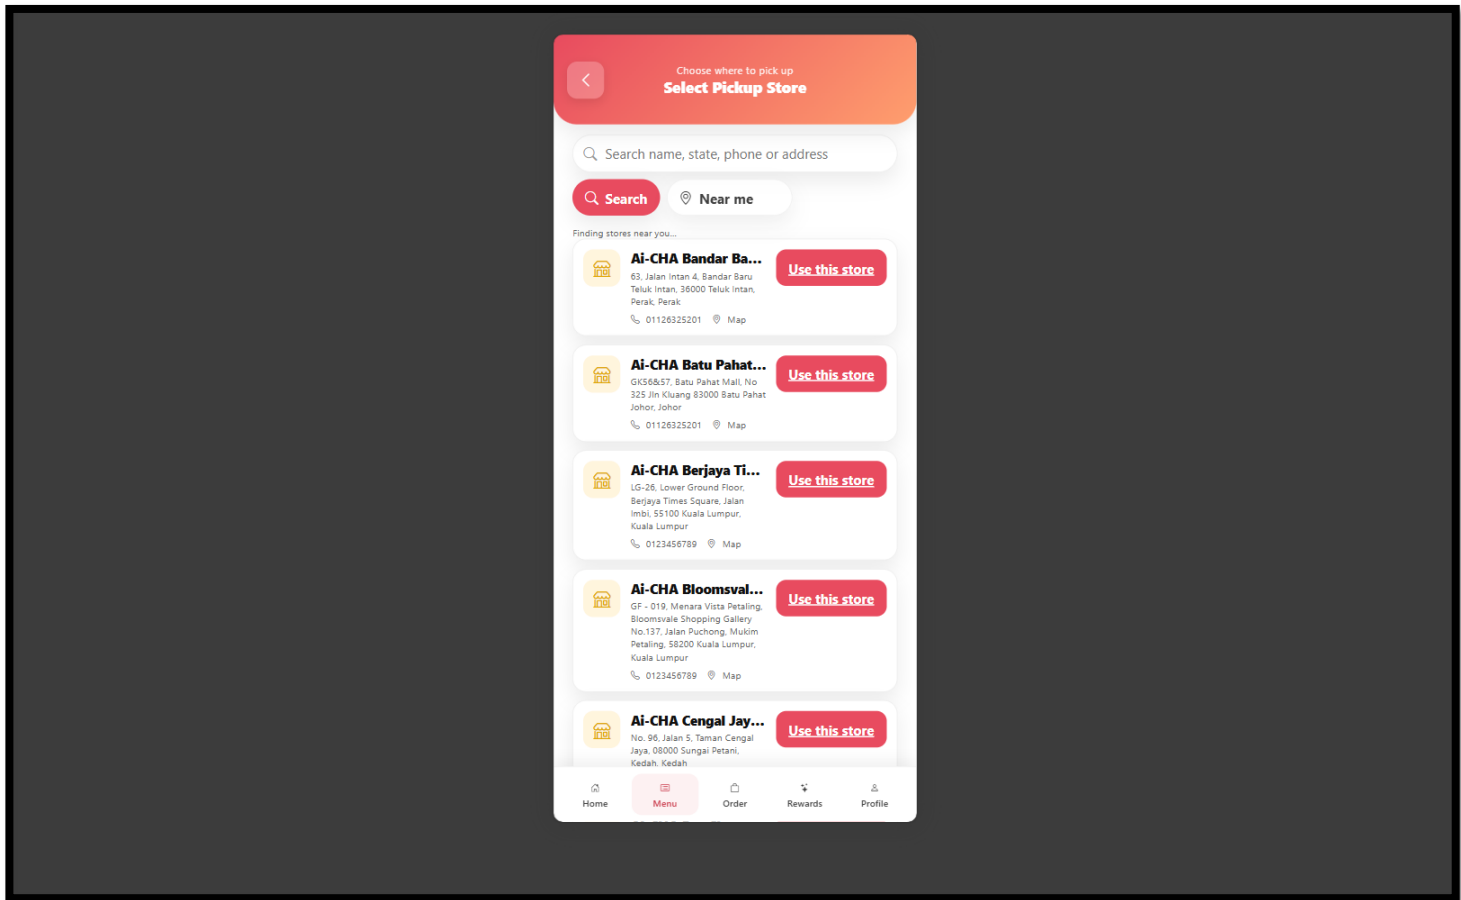 Choose where to pick up
Select Pickup Store
Search name, state, phone or address
Search
Near me
Finding stores near you...
Ai-CHA Bandar Ba...
Use this store
63, Jalan Intan 4, Bandar Baru
Teluk Intan, 36000 Teluk Intan,
Perak, Perak
01126325201
Map
Ai-CHA Batu Pahat...
Use this store
GK56&57, Batu Pahat Mall, No
325 Jln Kluang 83000 Batu Pahat
Johor, Johor
01126325201
Map
Ai-CHA Berjaya Ti...
Use this store
LG-26, Lower Ground Floor,
Berjaya Times Square, Jalan
Imbi, 55100 Kuala Lumpur,
Kuala Lumpur
0123456789
Map
Ai-CHA Bloomsval...
Use this store
GF - 019, Menara Vista Petaling,
Bloomsvale Shopping Gallery
No.137, Jalan Puchong, Mukim
Petaling, 58200 Kuala Lumpur,
Kuala Lumpur
0123456789
Map
Ai-CHA Cengal Jay...
Use this store
No. 96, Jalan 5, Taman Cengal
Jaya, 08000 Sungai Petani,
Kedah, Kedah
Home
Menu
Order
Rewards
Profile